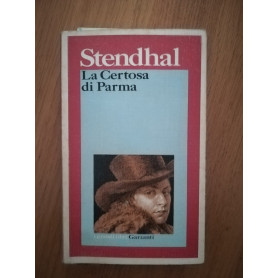 Stendhal
La Certosa
di Parma
Garzanti